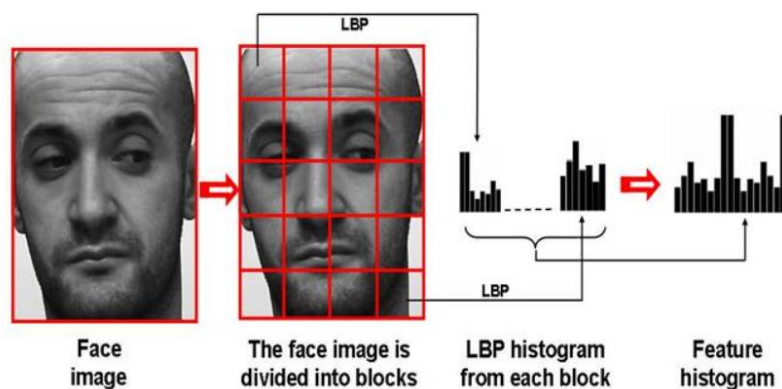 LBP
LBP
Face
image
The face image is
divided into blocks
LBP histogram
from each block
Feature
histogram